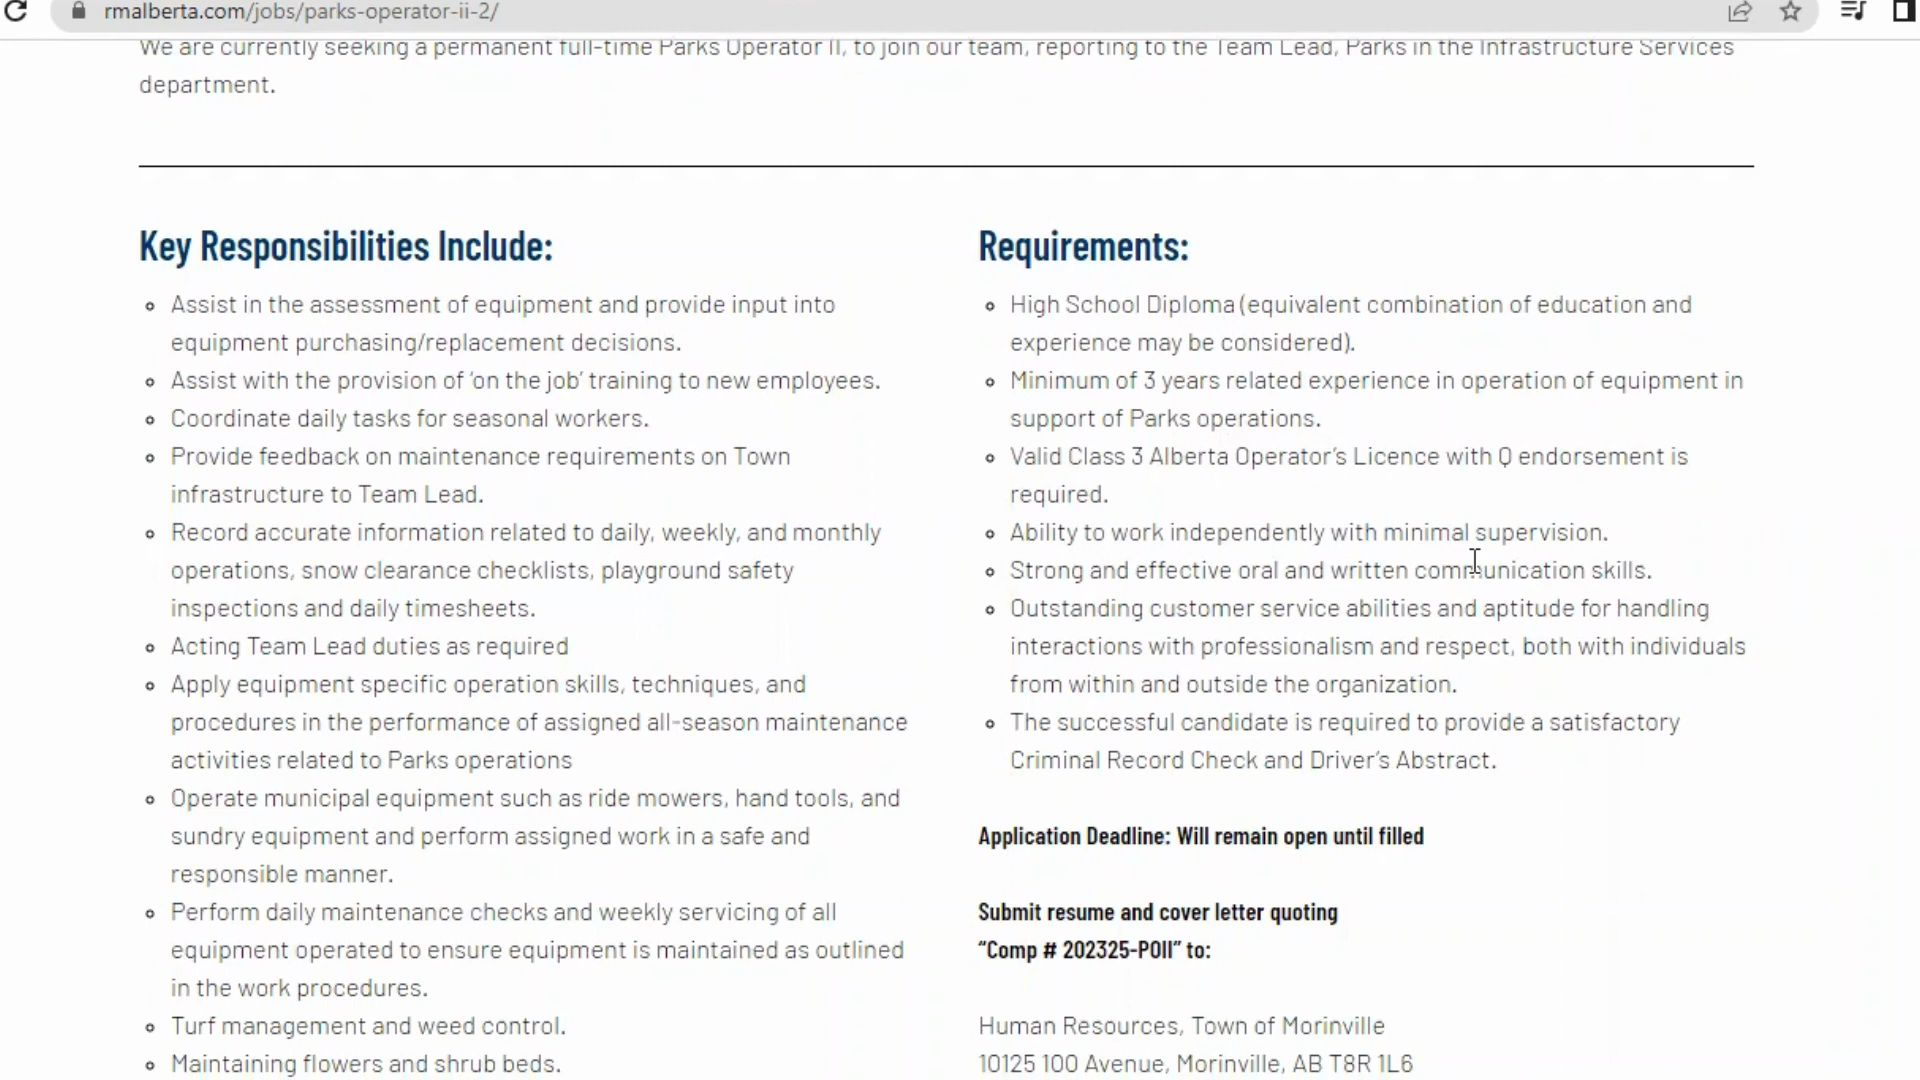 rmalberta.com/jobs/parks-operator-ii-2/
We are currently seeking a permanent full-time Parks Operator II, to join our team, reporting to the Team Lead, Parks in the Infrastructure Services
department.
Key Responsibilities Include:
Assist in the assessment of equipment and provide input into
equipment purchasing/replacement decisions.
Assist with the provision of ‘on the job’ training to new employees.
Coordinate daily tasks for seasonal workers.
Provide feedback on maintenance requirements on Town
infrastructure to Team Lead.
Record accurate information related to daily, weekly, and monthly
operations, snow clearance checklists, playground safety
inspections and daily timesheets.
Acting Team Lead duties as required
Apply equipment specific operation skills, techniques, and
procedures in the performance of assigned all-season maintenance
activities related to Parks operations
Operate municipal equipment such as ride mowers, hand tools, and
sundry equipment and perform assigned work in a safe and
responsible manner.
Perform daily maintenance checks and weekly servicing of all
equipment operated to ensure equipment is maintained as outlined
in the work procedures.
Turf management and weed control.
Maintaining flowers and shrub beds.
Requirements:
High School Diploma (equivalent combination of education and
experience may be considered).
Minimum of 3 years related experience in operation of equipment in
support of Parks operations.
Valid Class 3 Alberta Operator’s Licence with Q endorsement is
required.
Ability to work independently with minimal supervision.
Strong and effective oral and written communication skills.
Outstanding customer service abilities and aptitude for handling
interactions with professionalism and respect, both with individuals
from within and outside the organization.
The successful candidate is required to provide a satisfactory
Criminal Record Check and Driver’s Abstract.
Application Deadline: Will remain open until filled
Submit resume and cover letter quoting
“Comp # 202325-POII” to:
Human Resources, Town of Morinville
10125 100 Avenue, Morinville, AB T8R 1L6